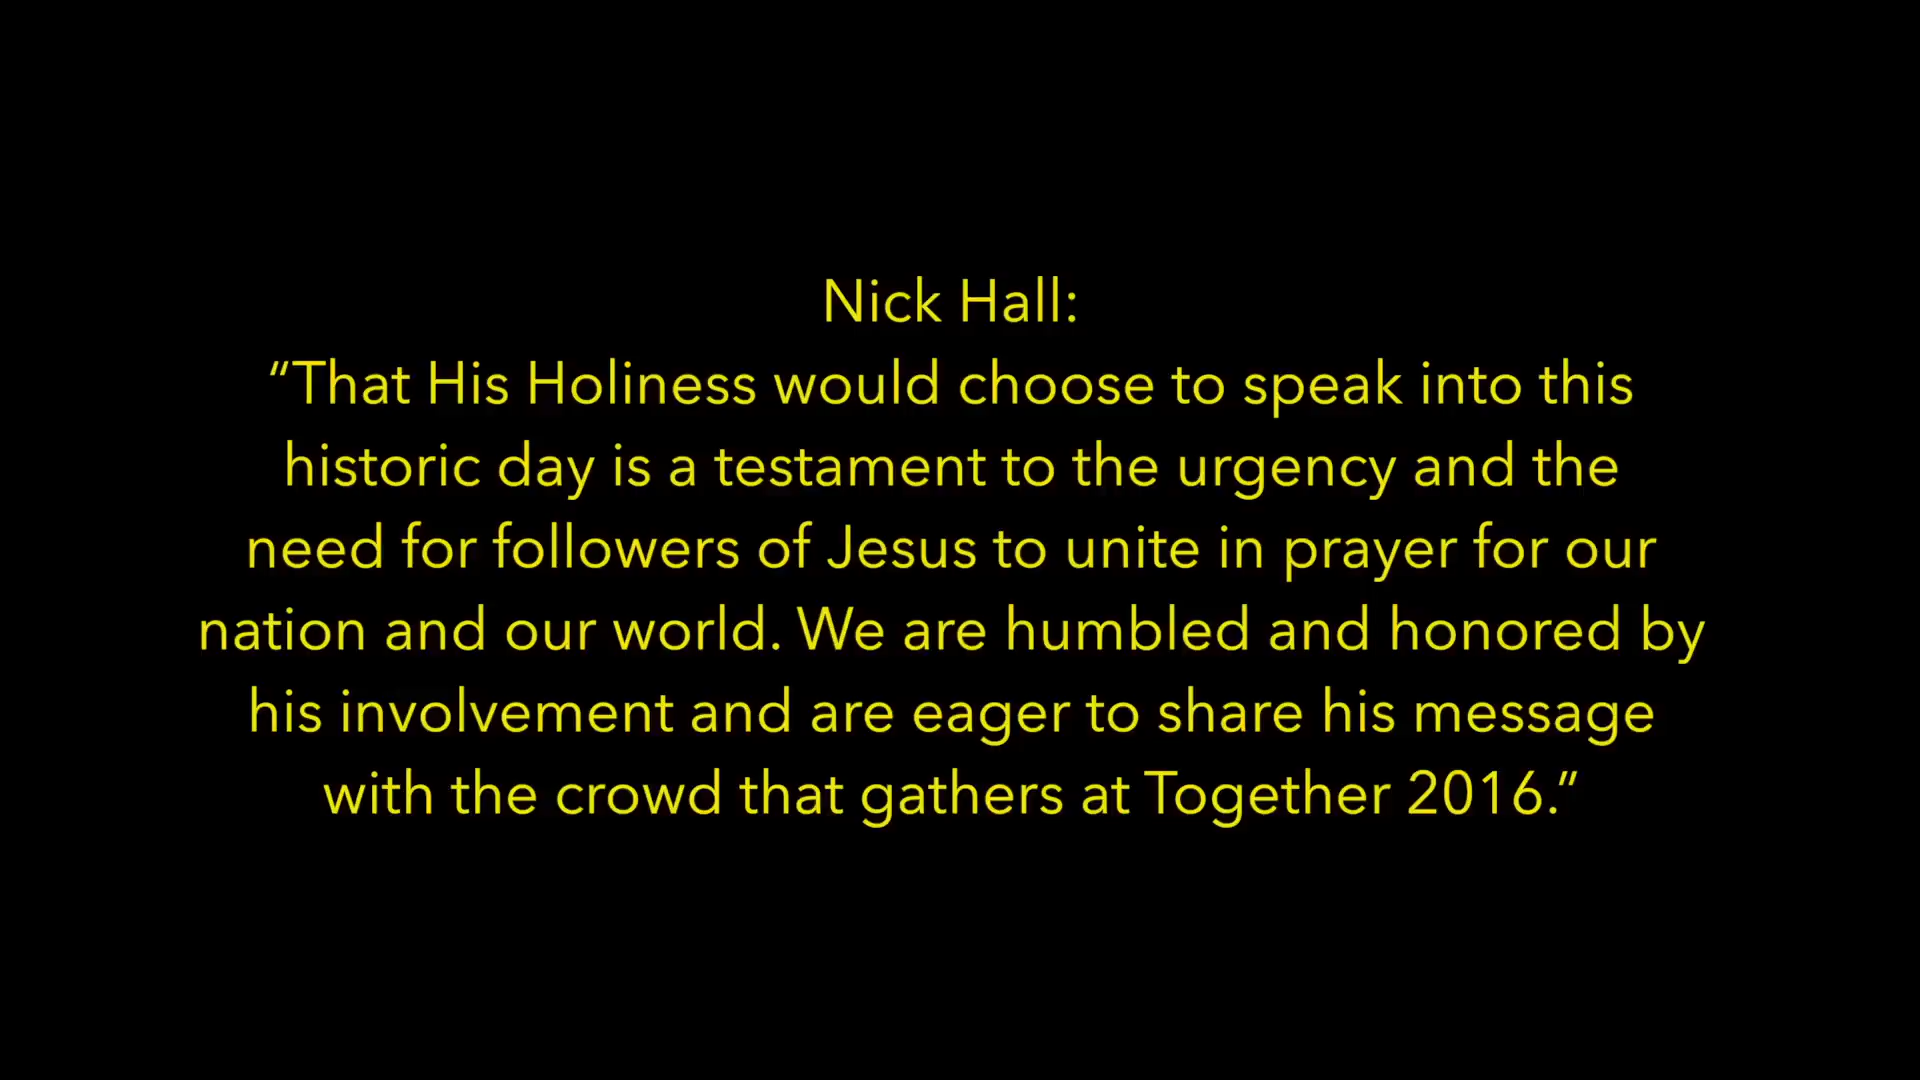 Nick Hall:
“That His Holiness would choose to speak into this
historic day is a testament to the urgency and the
need for followers of Jesus to unite in prayer for our
nation and our world. We are humbled and honored by
his involvement and are eager to share his message
with the crowd that gathers at Together 2016.”